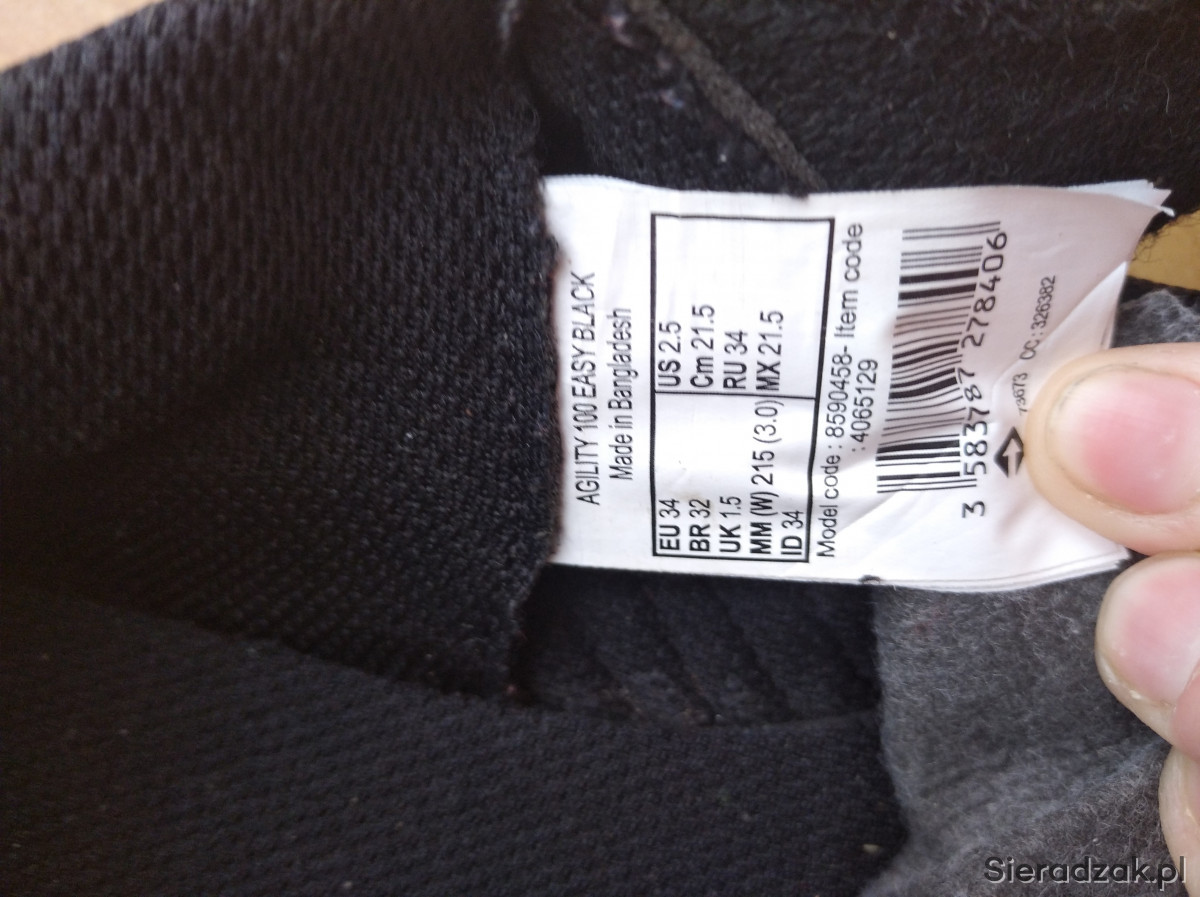 AGILITY 100 EASY BLACK
Made in Bangladesh
EU 34 US 2.5
BR 32 Cm 21.5
UK 1.5 RU 34
MM (W) 215 (3.0) MX 21.5
ID 34
Model code : 8590458- Item code
: 4065129
3 583787 278406
73673 CC : 326382
Sieradzak.pl